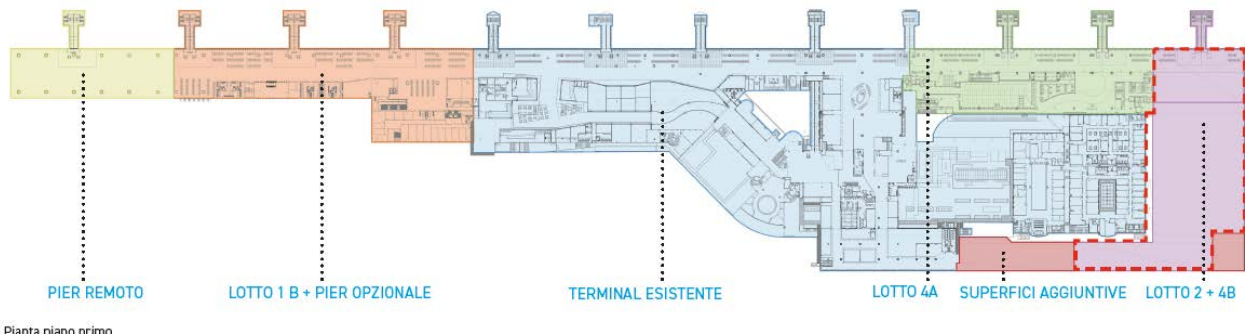 PIER REMOTO
LOTTO 1 B + PIER OPZIONALE
TERMINAL ESISTENTE
LOTTO 4A
SUPERFICI AGGIUNTIVE
LOTTO 2 + 4B
Pianta piano primo